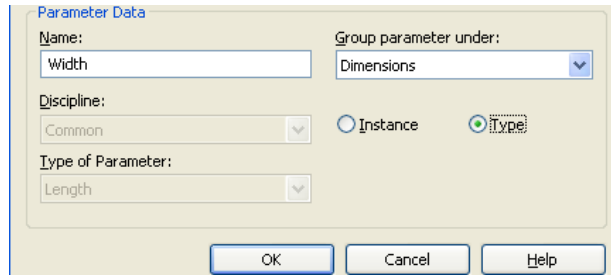 Parameter Data
Name:
Group parameter under:
Width
Dimensions
Discipline:
Common
Instance
Type
Type of Parameter:
Length
OK
Cancel
Help